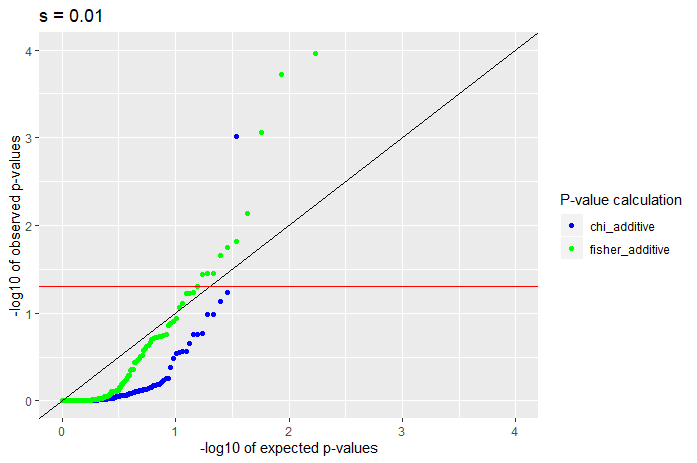 s = 0.01
-log10 of observed p-values
4
3
2
1
0
0 1 2 3 4
-log10 of expected p-values
P-value calculation
chi_additive
fisher_additive